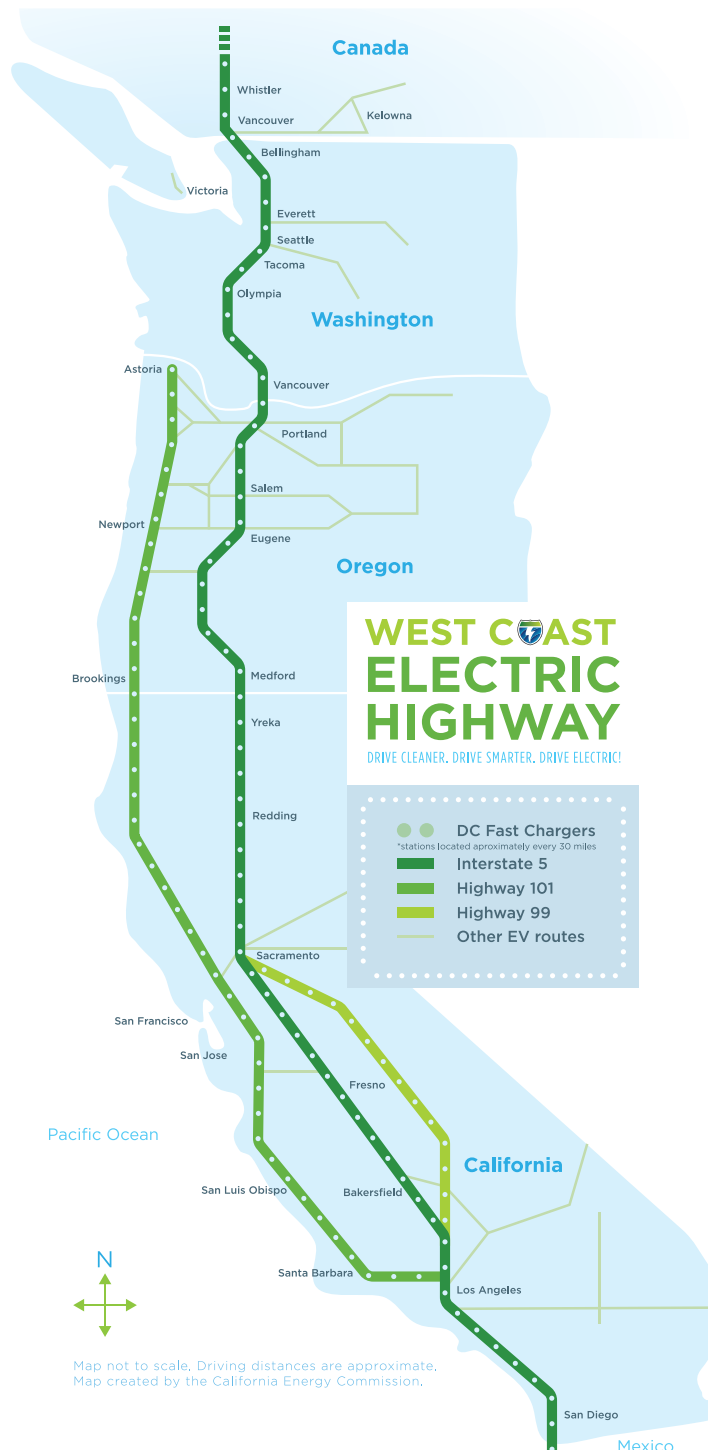 Canada
Whistler
Vancouver
Kelowna
Bellingham
Victoria
Everett
Seattle
Tacoma
Olympia
Washington
Astoria
Vancouver
Portland
Salem
Newport
Eugene
Oregon
WEST COAST
ELECTRIC
HIGHWAY
DRIVE CLEANER. DRIVE SMARTER. DRIVE ELECTRIC!
Medford
Brookings
Yreka
Redding
DC Fast Chargers
*stations located aproximately every 30 miles
Interstate 5
Highway 101
Highway 99
Other EV routes
Sacramento
San Francisco
San Jose
Fresno
Pacific Ocean
California
San Luis Obispo
Bakersfield
N
Santa Barbara
Los Angeles
Map not to scale. Driving distances are approximate.
Map created by the California Energy Commission.
San Diego
Mexico